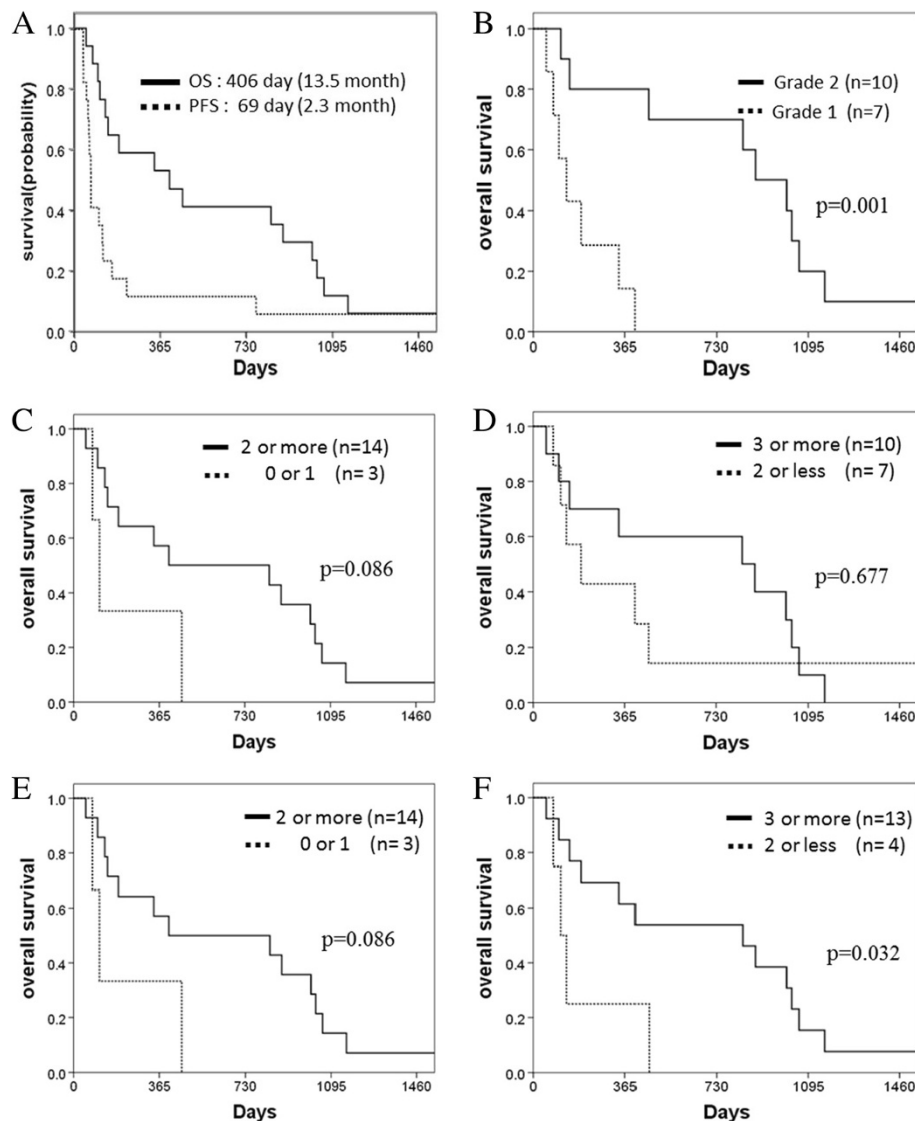 A
survival(probability)
1.0
0.8
0.6
0.4
0.2
0.0
OS : 406 day (13.5 month)
PFS : 69 day (2.3 month)
0 365 730 1095 1460
Days
B
overall survival
1.0
0.8
0.6
0.4
0.2
0.0
Grade 2 (n=10)
Grade 1 (n=7)
p=0.001
0 365 730 1095 1460
Days
C
overall survival
1.0
0.8
0.6
0.4
0.2
0.0
2 or more (n=14)
0 or 1 (n= 3)
p=0.086
0 365 730 1095 1460
Days
D
overall survival
1.0
0.8
0.6
0.4
0.2
0.0
3 or more (n=10)
2 or less (n= 7)
p=0.677
0 365 730 1095 1460
Days
E
overall survival
1.0
0.8
0.6
0.4
0.2
0.0
2 or more (n=14)
0 or 1 (n= 3)
p=0.086
0 365 730 1095 1460
Days
F
overall survival
1.0
0.8
0.6
0.4
0.2
0.0
3 or more (n=13)
2 or less (n= 4)
p=0.032
0 365 730 1095 1460
Days